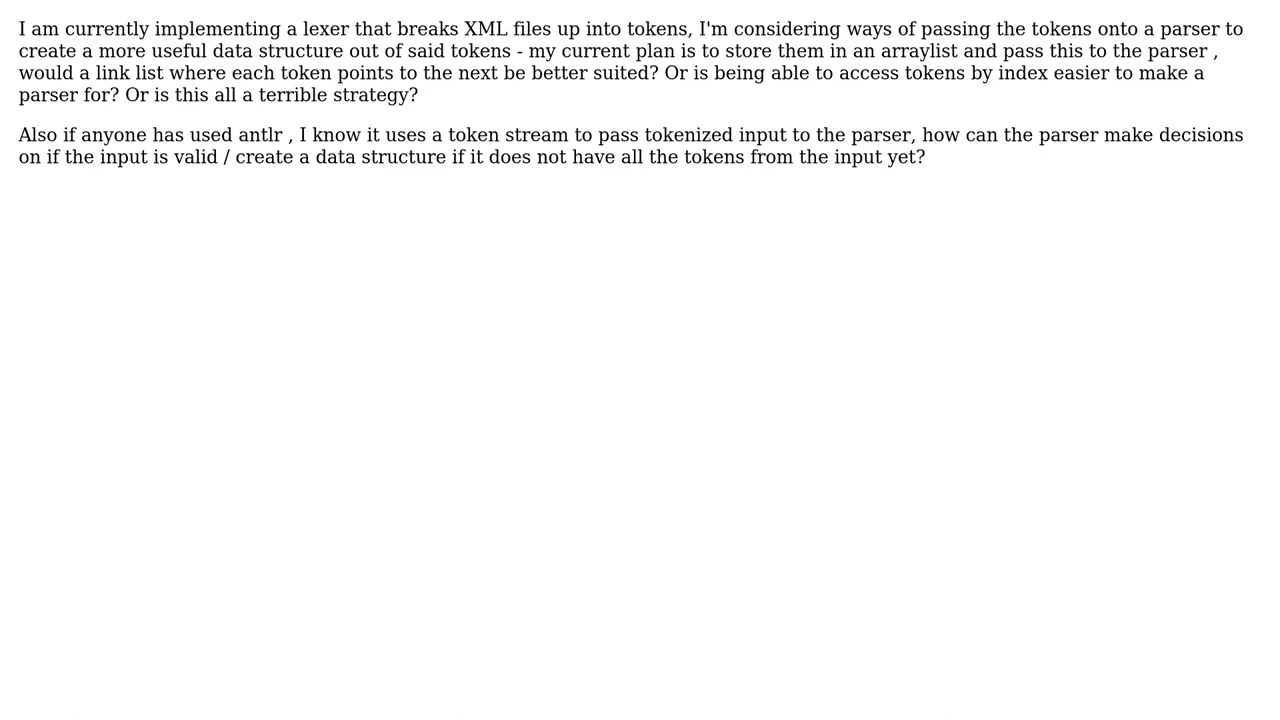 I am currently implementing a lexer that breaks XML files up into tokens, I'm considering ways of passing the tokens onto a parser to
create a more useful data structure out of said tokens - my current plan is to store them in an arraylist and pass this to the parser ,
would a link list where each token points to the next be better suited? Or is being able to access tokens by index easier to make a
parser for? Or is this all a terrible strategy?
Also if anyone has used antlr , I know it uses a token stream to pass tokenized input to the parser, how can the parser make decisions
on if the input is valid / create a data structure if it does not have all the tokens from the input yet?